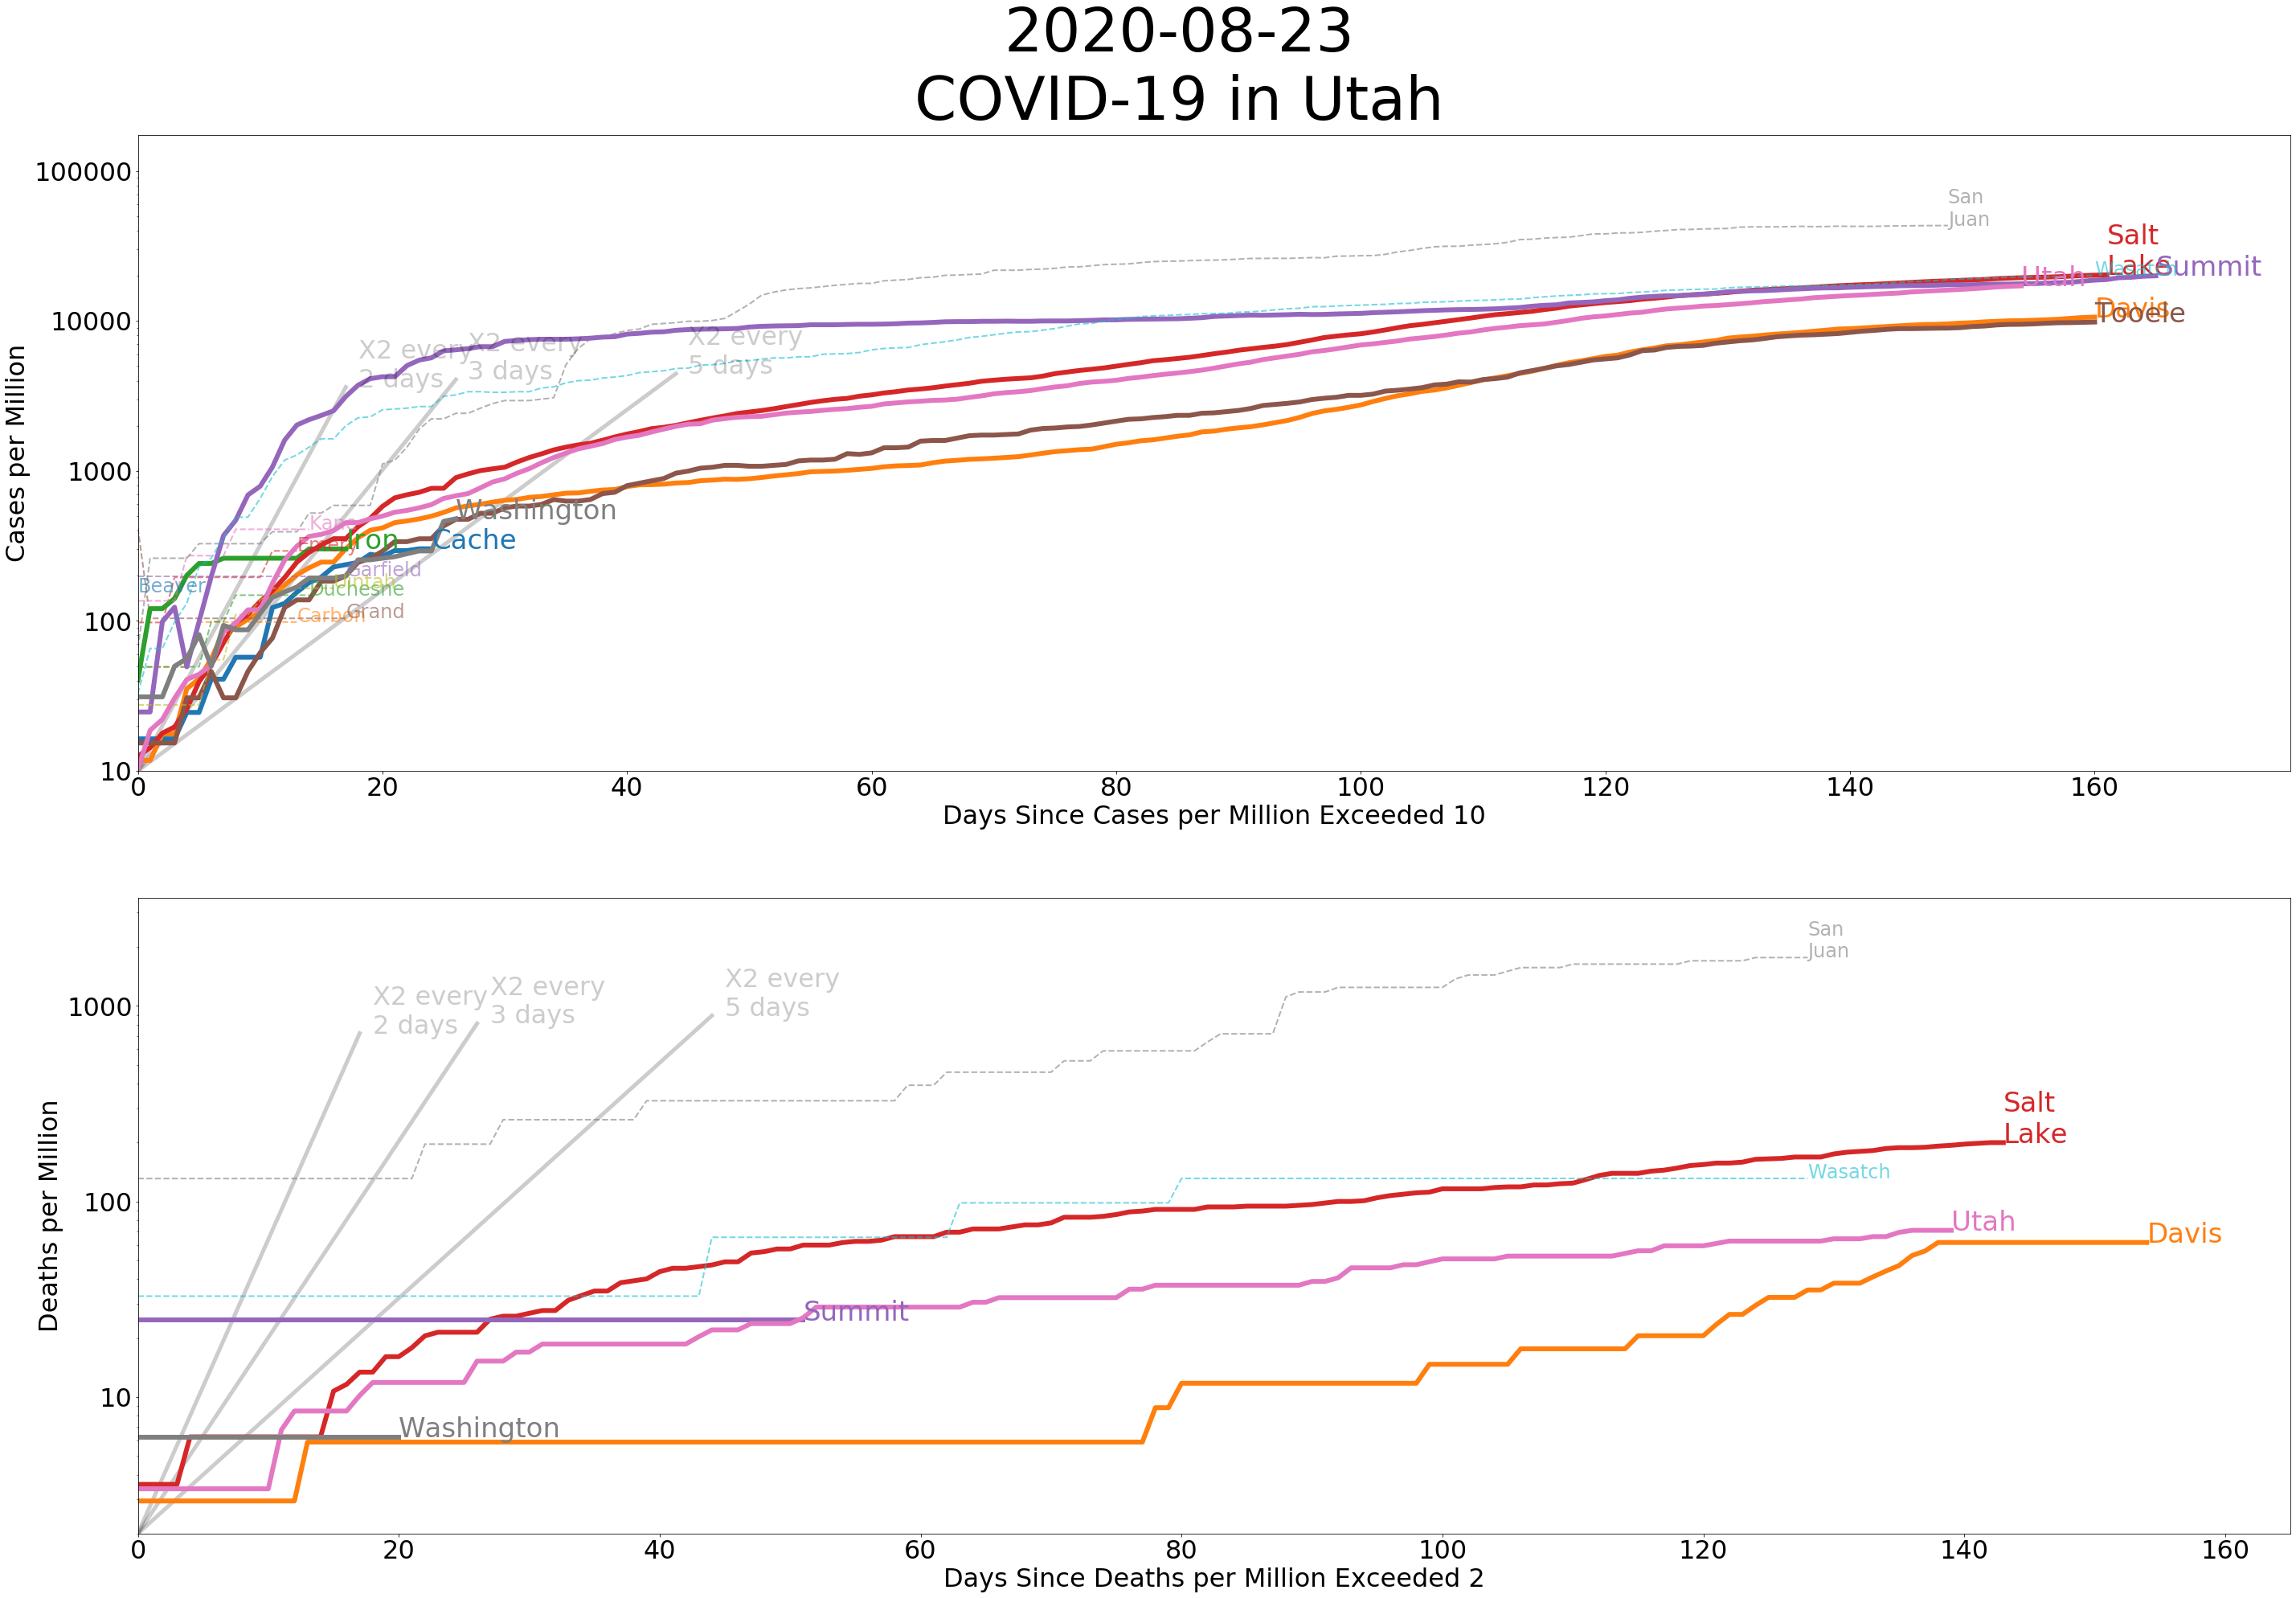 2020-08-23
COVID-19 in Utah
100000
10000
1000
100
10
Cases per Million
X2 every
2 days
X2 every
3 days
X2 every
5 days
San
Juan
Salt
Lake
Wasatch
Summit
Utah
Davis
Tooele
Washington
Kane
Iron
Emery
Cache
Garfield
Beaver
Uintah
Duchesne
Carbon
Grand
0
20
40
60
80
100
120
140
160
Days Since Cases per Million Exceeded 10
1000
100
10
Deaths per Million
X2 every
2 days
X2 every
3 days
X2 every
5 days
San
Juan
Salt
Lake
Wasatch
Utah
Davis
Summit
Washington
0
20
40
60
80
100
120
140
160
Days Since Deaths per Million Exceeded 2